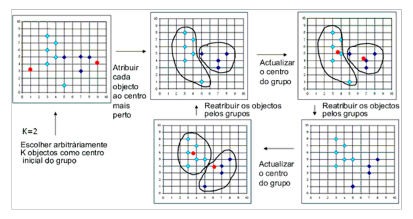 Atribuir
cada
objecto
ao centro
mais
perto
Actualizar
o centro
do grupo
K=2
Escolher arbitráriamente
K objectos como centro
inicial do grupo
Reatribuir os objectos
pelos grupos
Reatribuir os objectos
pelos grupos
Actualizar
o centro
do grupo